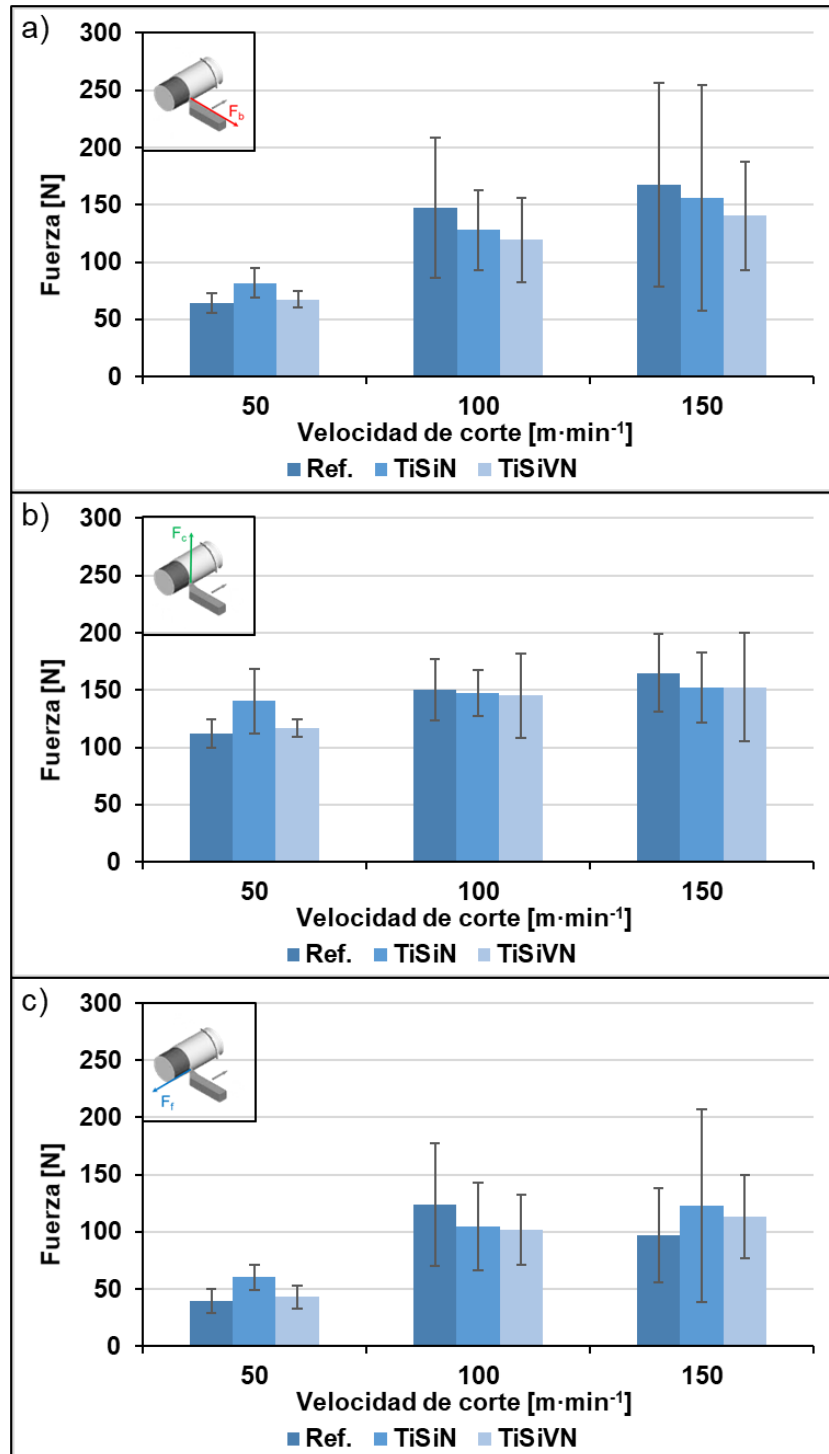 a)
300
250
200
150
100
50
0
Fuerza [N]
F_b
50 100 150
Velocidad de corte [m·min⁻¹]
Ref. TiSiN TiSiVN
b)
300
250
200
150
100
50
0
Fuerza [N]
F_c
50 100 150
Velocidad de corte [m·min⁻¹]
Ref. TiSiN TiSiVN
c)
300
250
200
150
100
50
0
Fuerza [N]
F_f
50 100 150
Velocidad de corte [m·min⁻¹]
Ref. TiSiN TiSiVN